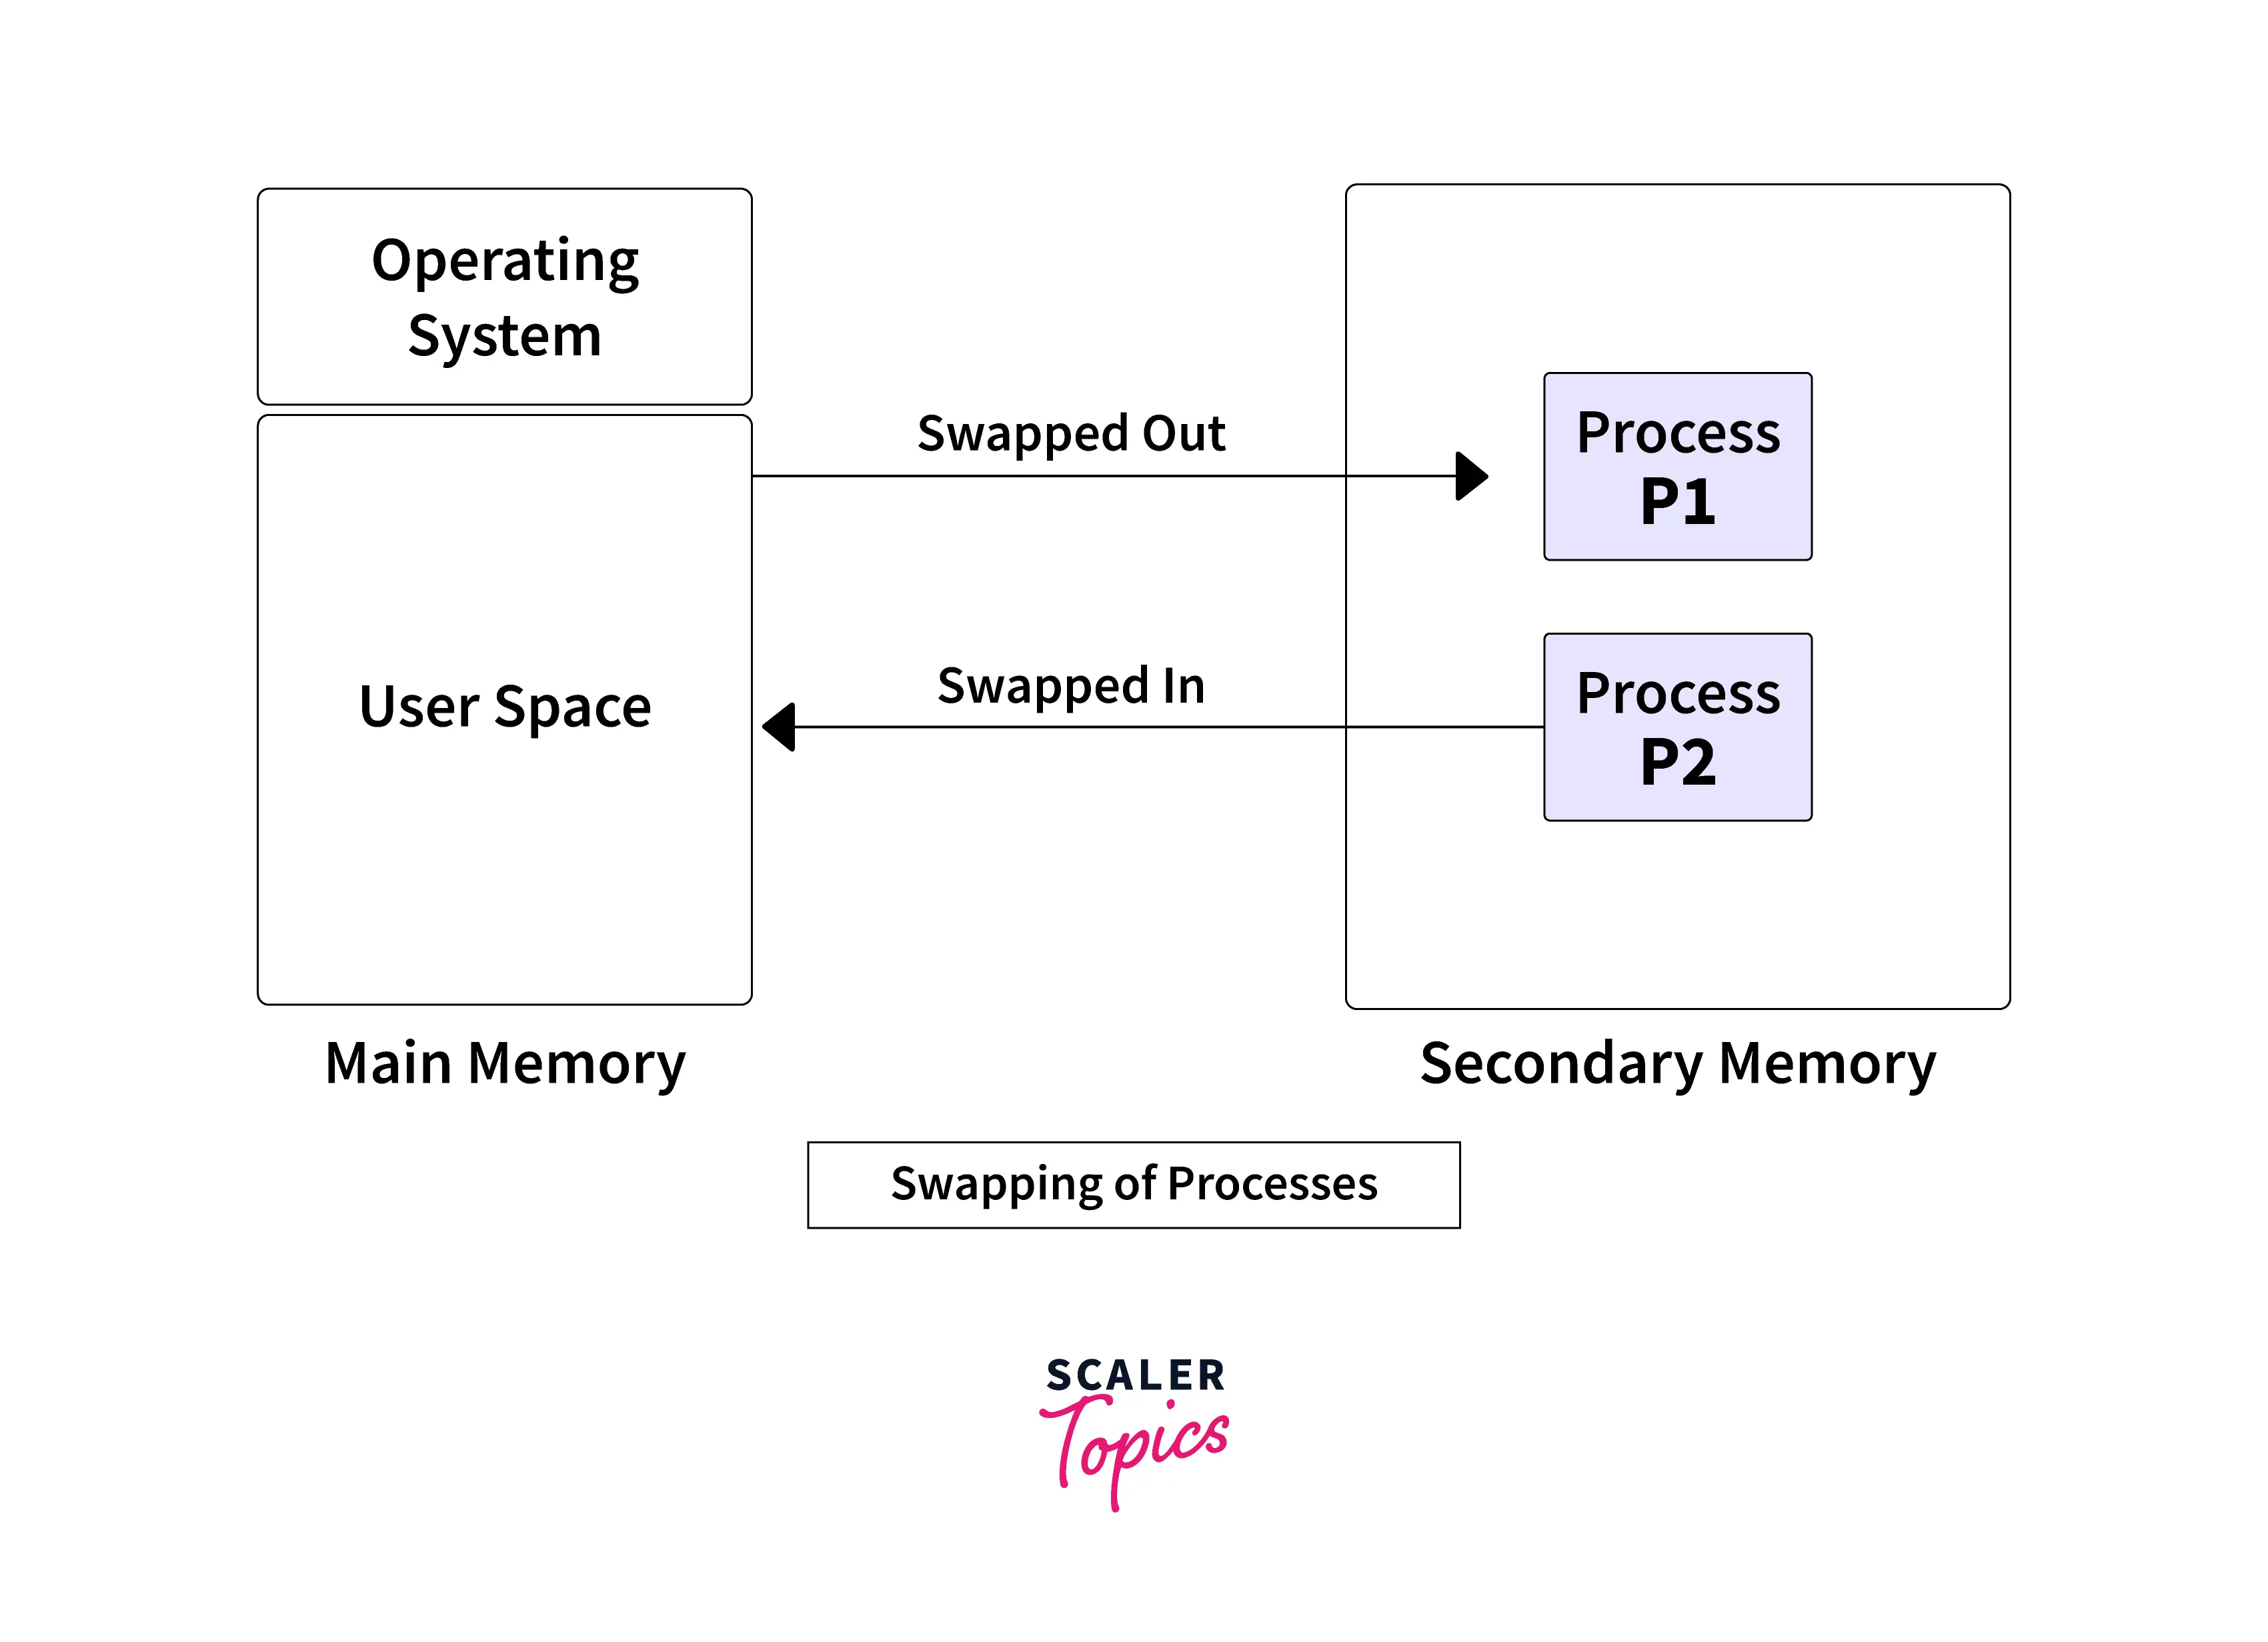 Operating
System
Swapped Out
Process
P1
Swapped In
User Space
Process
P2
Main Memory
Secondary Memory
Swapping of Processes
SCALER
Topics